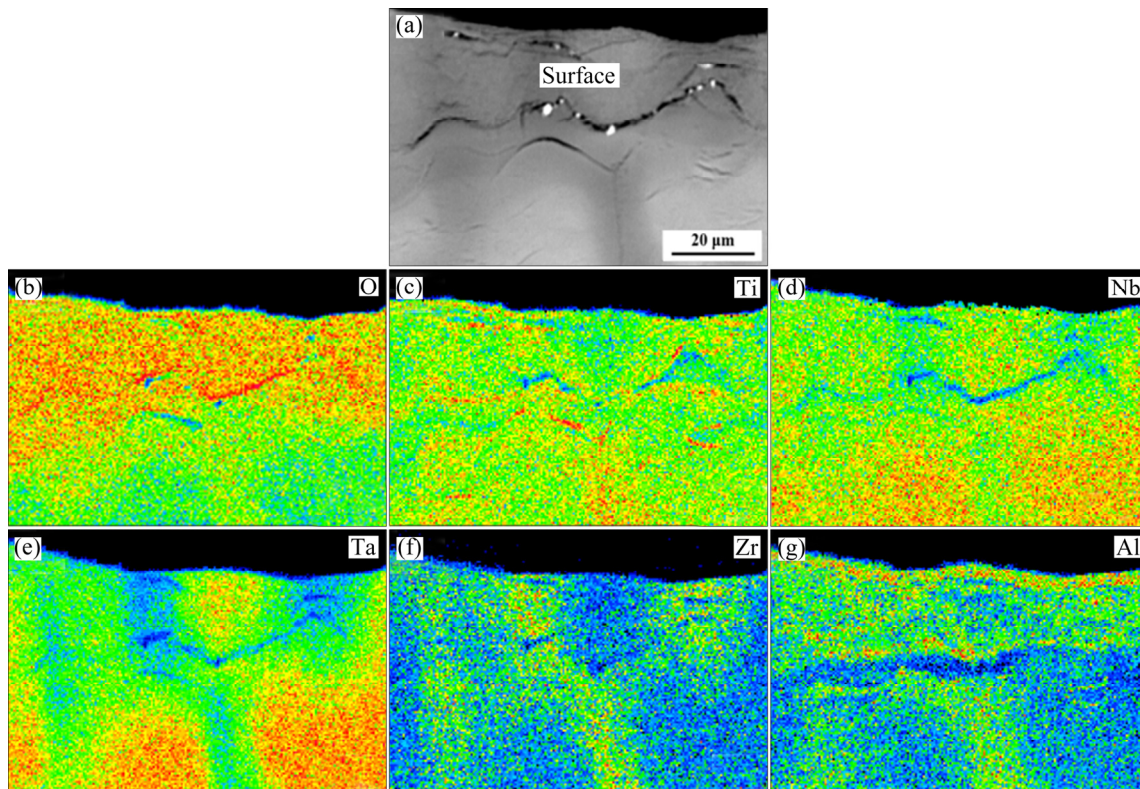 (a)
Surface
20 μm
(b) O
(c) Ti
(d) Nb
(e) Ta
(f) Zr
(g) Al